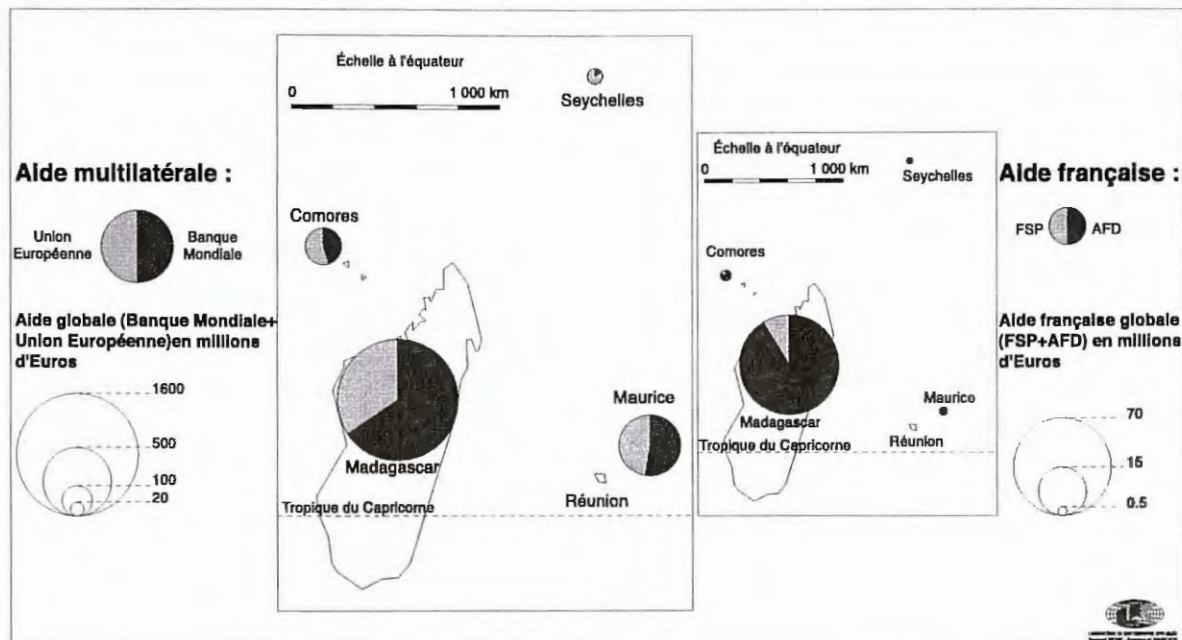 Aide multilatérale :
Union
Européenne
Banque
Mondiale
Aide globale (Banque Mondiale+
Union Européenne)en millions
d'Euros
1600
500
100
20
Échelle à l'équateur
0 1 000 km
Seychelles
Comores
Madagascar
Maurice
Réunion
Tropique du Capricorne
Échelle à l'équateur
0 1 000 km
Seychelles
Comores
Madagascar
Maurice
Réunion
Tropique du Capricorne
Aide française :
FSP AFD
Aide française globale
(FSP+AFD) en millions
d'Euros
70
15
0.5